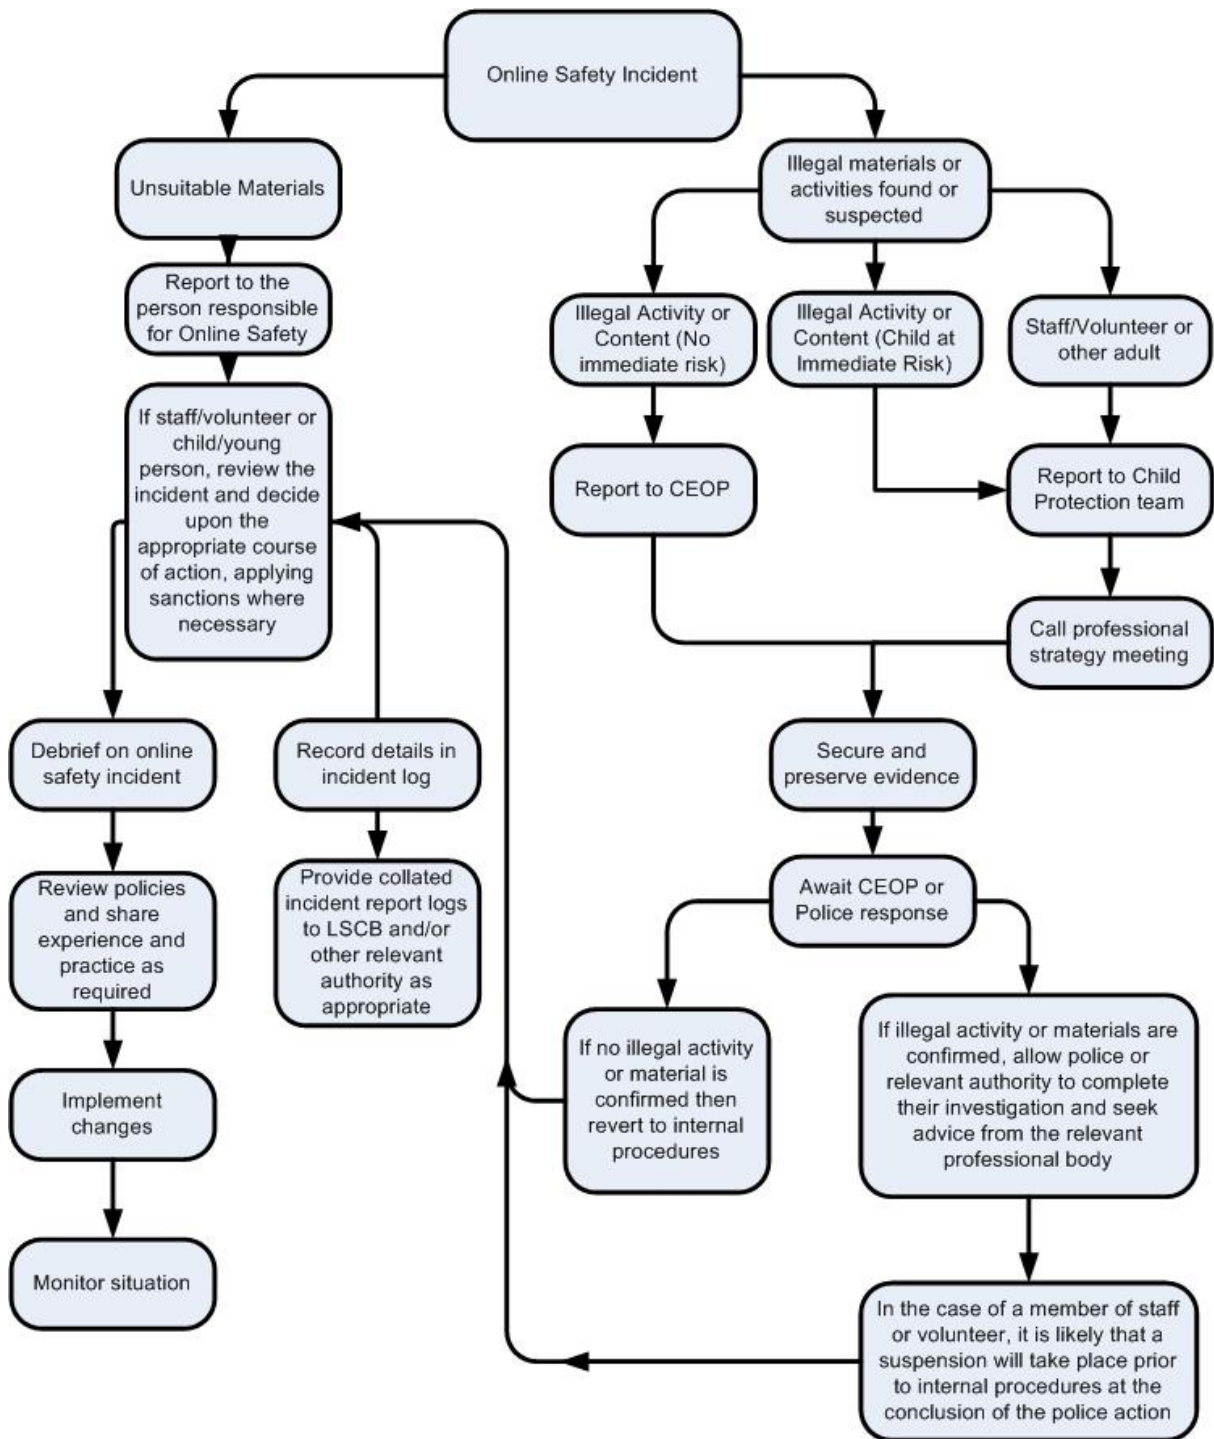 Online Safety Incident
Unsuitable Materials
Illegal materials or
activities found or
suspected
Report to the
person responsible
for Online Safety
Illegal Activity or
Content (No
immediate risk)
Illegal Activity or
Content (Child at
Immediate Risk)
Staff/Volunteer or
other adult
If staff/volunteer or
child/young
person, review the
incident and decide
upon the
appropriate course
of action, applying
sanctions where
necessary
Report to CEOP
Report to Child
Protection team
Call professional
strategy meeting
Debrief on online
safety incident
Record details in
incident log
Secure and
preserve evidence
Review policies
and share
experience and
practice as
required
Provide collated
incident report logs
to LSCB and/or
other relevant
authority as
appropriate
Await CEOP or
Police response
If no illegal activity
or material is
confirmed then
revert to internal
procedures
If illegal activity or materials are
confirmed, allow police or
relevant authority to complete
their investigation and seek
advice from the relevant
professional body
Implement
changes
Monitor situation
In the case of a member of staff
or volunteer, it is likely that a
suspension will take place prior
to internal procedures at the
conclusion of the police action